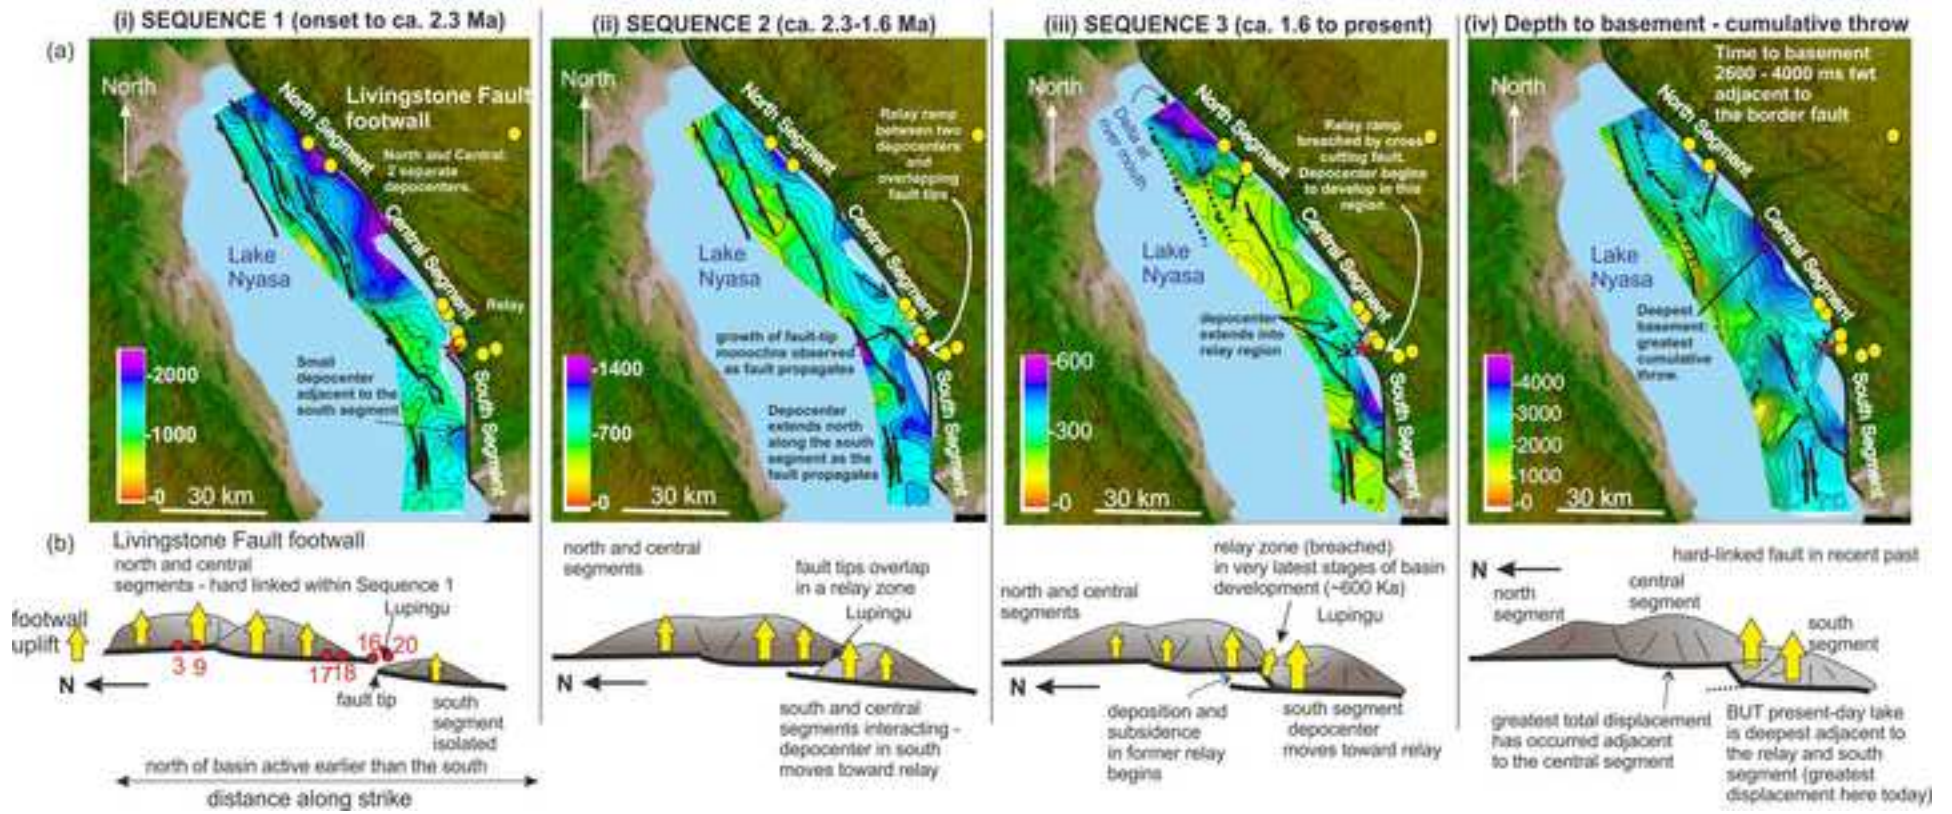 (i) SEQUENCE 1 (onset to ca. 2.3 Ma)
(ii) SEQUENCE 2 (ca. 2.3-1.6 Ma)
(iii) SEQUENCE 3 (ca. 1.6 to present)
(iv) Depth to basement - cumulative throw
(a)
North
North Segment
Livingstone Fault
footwall
North and Central:
2 separate
depocenters.
Central Segment
Lake
Nyasa
Relay
Small
depocenter
adjacent to the
south segment
South Segment
-2000
-1000
-0
30 km
North
North Segment
Relay ramp
between two
depocenters
and
overlapping
fault tips
Central Segment
Lake
Nyasa
growth of fault-tip
monocline observed
as fault propagates
Depocenter
extends north
along the south
segment as the
fault propagates
South Segment
-1400
-700
-0
30 km
North
Delta at
river mouth
North Segment
Relay ramp
breached by cross
cutting fault.
Depocenter begins
to develop in this
region
Central Segment
Lake
Nyasa
depocenter
extends into
relay region
South Segment
-600
-300
-0
30 km
North
North Segment
Time to basement
2600 - 4000 ms twt
adjacent to
the border fault
Central Segment
Lake
Nyasa
Deepest
basement:
greatest
cumulative
throw.
South Segment
-4000
-3000
-2000
-1000
-0
30 km
(b)
Livingstone Fault footwall
north and central
segments - hard linked within Sequence 1
footwall
uplift
Lupingu
3
9
17
18
16
20
N
fault tip
south
segment
isolated
north of basin active earlier than the south
distance along strike
north and central
segments
fault tips overlap
in a relay zone
Lupingu
N
south and central
segments interacting -
depocenter in south
moves toward relay
relay zone (breached)
in very latest stages of basin
development (~600 Ka)
north and central
segments
Lupingu
N
deposition and
subsidence
in former relay
begins
south segment
depocenter
moves toward relay
hard-linked fault in recent past
N
north
segment
central
segment
south
segment
greatest total displacement
has occurred adjacent
to the central segment
BUT present-day lake
is deepest adjacent to
the relay and south
segment (greatest
displacement here today)